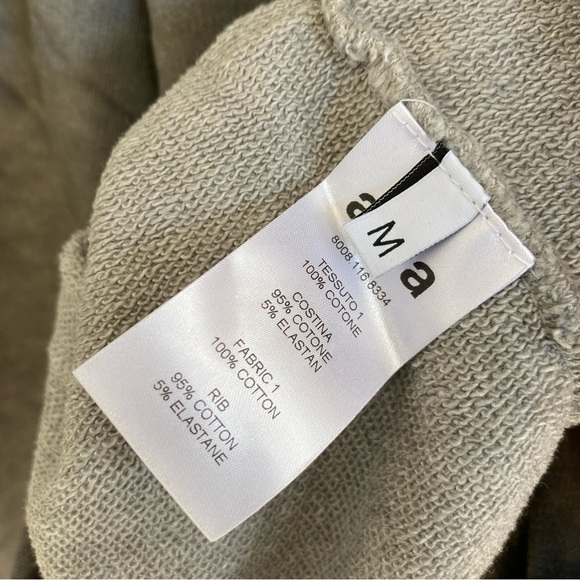 a a
M
8008.116.8334
TESSUTO 1
100% COTONE
COSTINA
95% COTONE
5% ELASTAN
FABRIC 1
100% COTTON
RIB
95% COTTON
5% ELASTANE